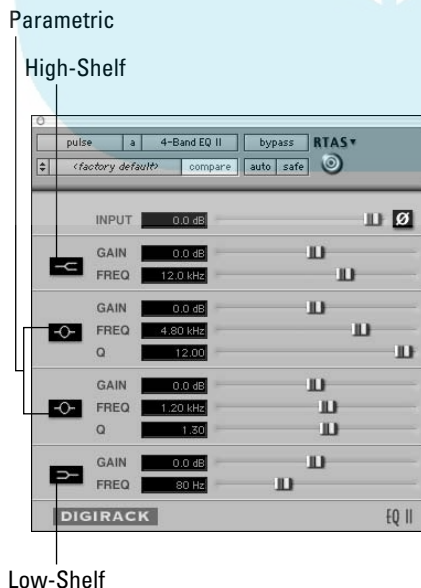 Parametric
High-Shelf
pulse a 4-Band EQ II bypass RTAS
<factory default> compare auto safe
INPUT 0.0 dB Ø
GAIN 0.0 dB
FREQ 12.0 kHz
GAIN 0.0 dB
FREQ 4.80 kHz
Q 12.00
GAIN 0.0 dB
FREQ 1.20 kHz
Q 1.30
GAIN 0.0 dB
FREQ 80 Hz
DIGIRACK EQ II
Low-Shelf